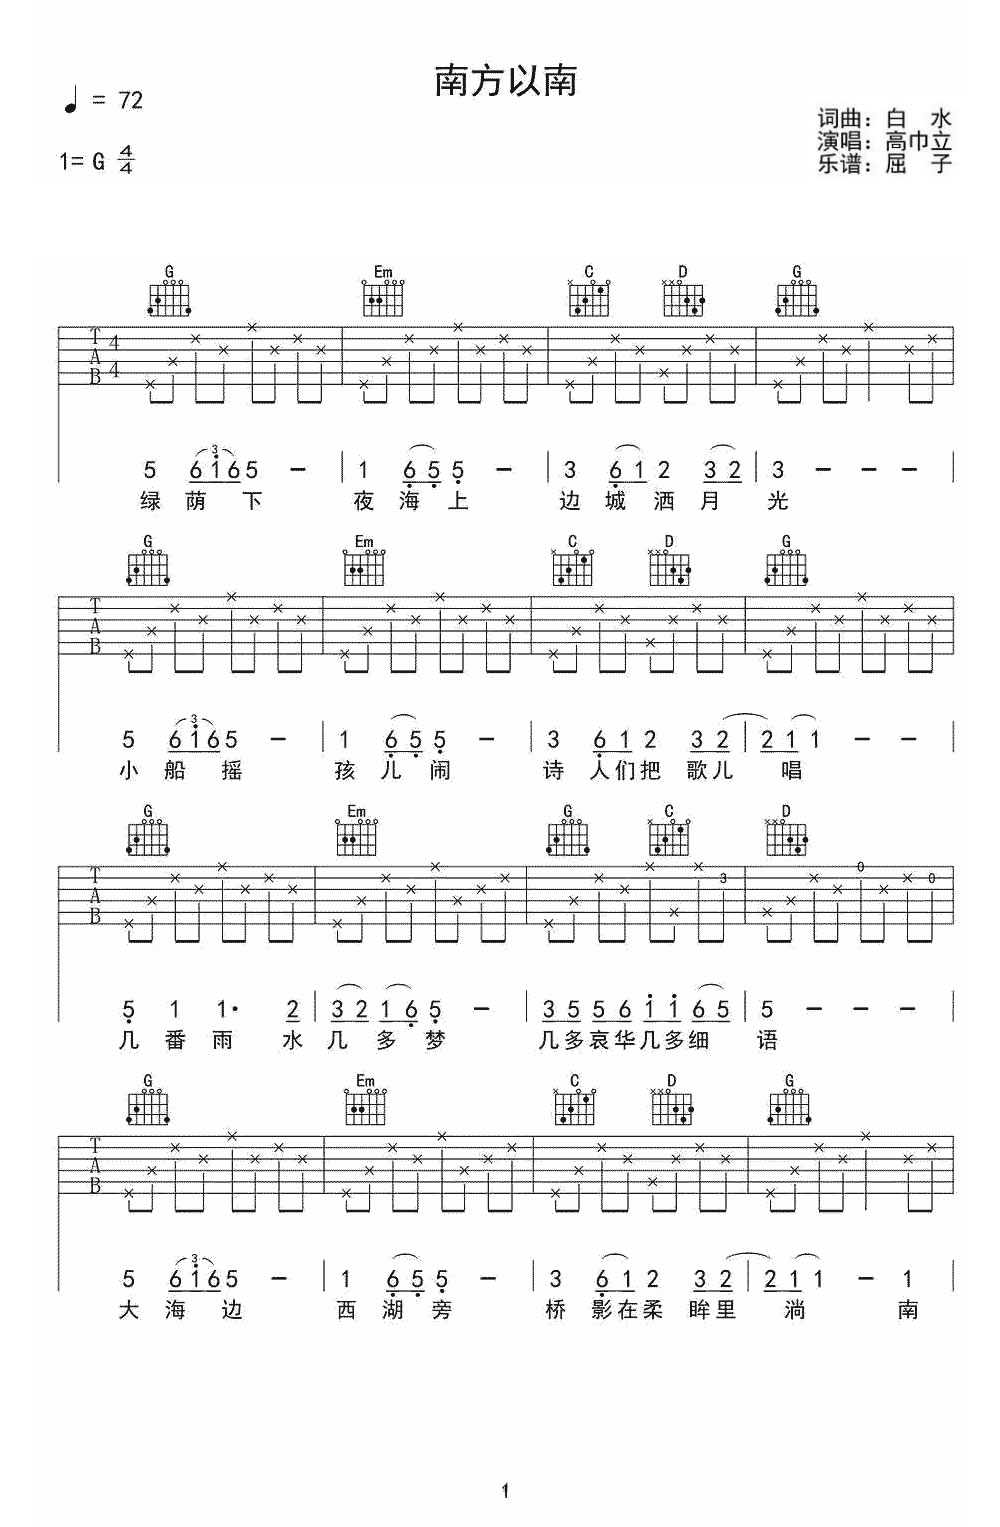 南方以南
♩ = 72
词曲：白 水
演唱：高巾立
乐谱：屈 子
1= G 4/4
G Em C D G
T A B 4/4
5 6 1 6 5 － | 1 6 5 5 － | 3 6 1 2 3 2 | 3 － － － |
绿 荫 下 夜 海 上 边 城 洒 月 光
G Em C D G
T A B
5 6 1 6 5 － | 1 6 5 5 － | 3 6 1 2 3 2 | 2 1 1 － － |
小 船 摇 孩 儿 闹 诗 人们把 歌儿 唱
G Em G C D
T A B 3 0 0
5 1 1· 2 | 3 2 1 6 5 － | 3 5 5 6 1 1 6 5 | 5 － － － |
几 番 雨 水 几 多 梦 几多哀华几多细 语
G Em C D G
T A B
5 6 1 6 5 － | 1 6 5 5 － | 3 6 1 2 3 2 | 2 1 1 － 1 |
大 海 边 西 湖 旁 桥 影在柔 眸里 淌 南
1